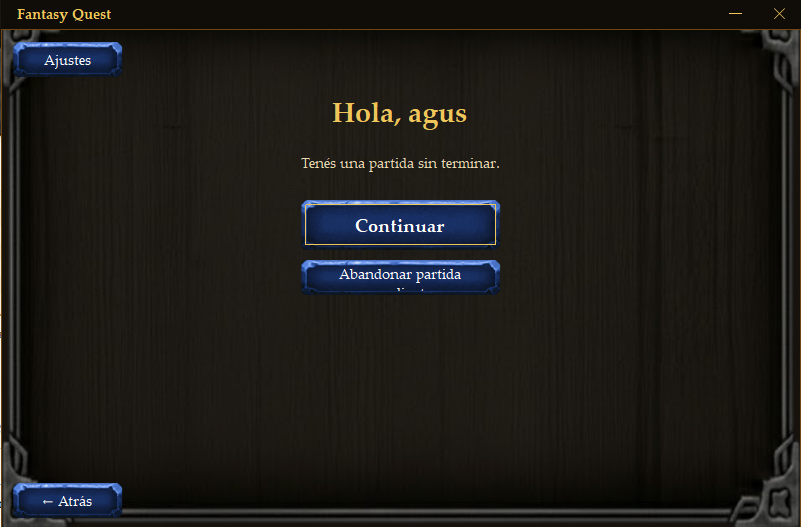 Fantasy Quest
Ajustes
Hola, agus
Tenés una partida sin terminar.
Continuar
Abandonar partida
← Atrás